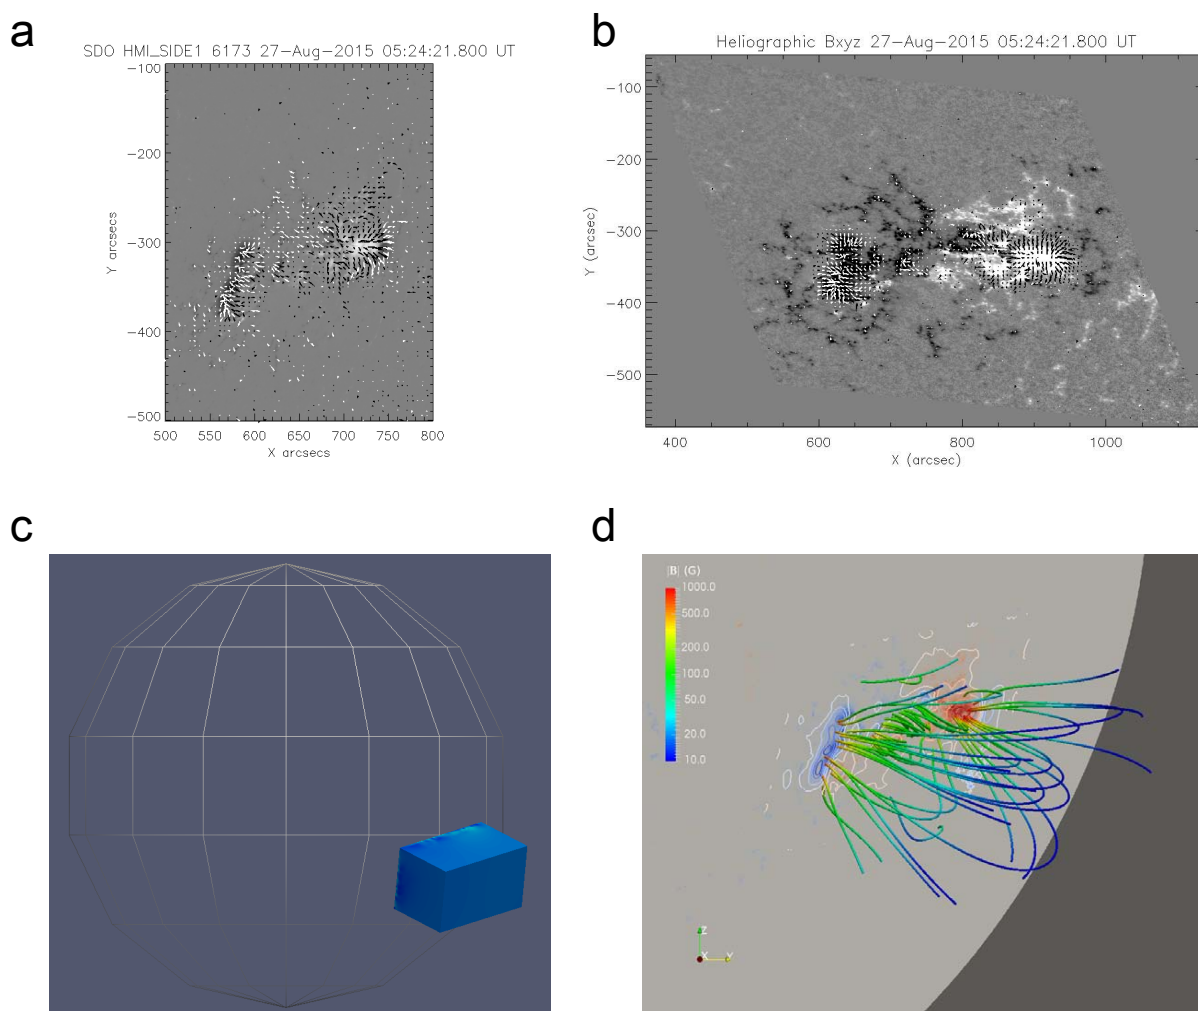 a
SDO HMI_SIDE1 6173 27-Aug-2015 05:24:21.800 UT
-100
-200
-300
-400
-500
Y arcsecs
500 550 600 650 700 750 800
X arcsecs
b
Heliographic Bxyz 27-Aug-2015 05:24:21.800 UT
-100
-200
-300
-400
-500
Y (arcsec)
400 600 800 1000
X (arcsec)
c
d
|B| (G)
1000.0
500.0
200.0
100.0
50.0
20.0
10.0
Z
X Y